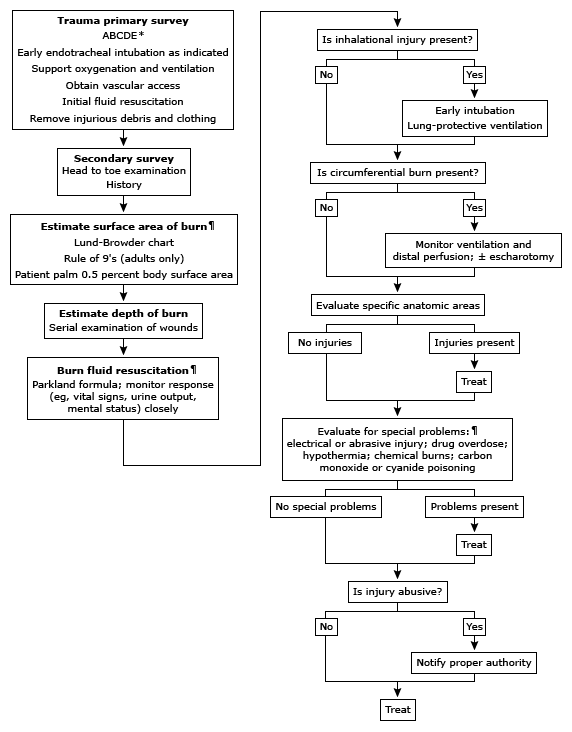 Trauma primary survey
ABCDE*
Early endotracheal intubation as indicated
Support oxygenation and ventilation
Obtain vascular access
Initial fluid resuscitation
Remove injurious debris and clothing
Secondary survey
Head to toe examination
History
Estimate surface area of burn¶
Lund-Browder chart
Rule of 9's (adults only)
Patient palm 0.5 percent body surface area
Estimate depth of burn
Serial examination of wounds
Burn fluid resuscitation¶
Parkland formula; monitor response
(eg, vital signs, urine output,
mental status) closely
Is inhalational injury present?
No
Yes
Early intubation
Lung-protective ventilation
Is circumferential burn present?
No
Yes
Monitor ventilation and
distal perfusion; ± escharotomy
Evaluate specific anatomic areas
No injuries
Injuries present
Treat
Evaluate for special problems:¶
electrical or abrasive injury; drug overdose;
hypothermia; chemical burns; carbon
monoxide or cyanide poisoning
No special problems
Problems present
Treat
Is injury abusive?
No
Yes
Notify proper authority
Treat